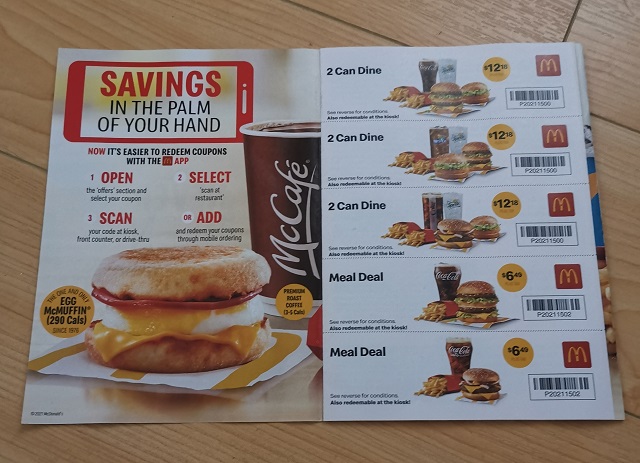 SAVINGS
IN THE PALM
OF YOUR HAND
NOW IT'S EASIER TO REDEEM COUPONS
WITH THE M APP
1 OPEN
the 'offers' section and
select your coupon
2 SELECT
'scan at
restaurant'
3 SCAN
your code at kiosk,
front counter, or drive-thru
OR ADD
and redeem your coupons
through mobile ordering
McCafé
THE ONE AND ONLY
EGG
McMUFFIN®
(290 Cals)
SINCE 1976
PREMIUM
ROAST
COFFEE
(3-5 Cals)
© 2021 McDonald's
2 Can Dine
$12.18
See reverse for conditions.
Also redeemable at the kiosk!
P20211500
2 Can Dine
$12.18
See reverse for conditions.
Also redeemable at the kiosk!
P20211500
2 Can Dine
$12.18
See reverse for conditions.
Also redeemable at the kiosk!
P20211500
Meal Deal
Coca-Cola
$6.49
See reverse for conditions.
Also redeemable at the kiosk!
P20211502
Meal Deal
Coca-Cola
$6.49
See reverse for conditions.
Also redeemable at the kiosk!
P20211502